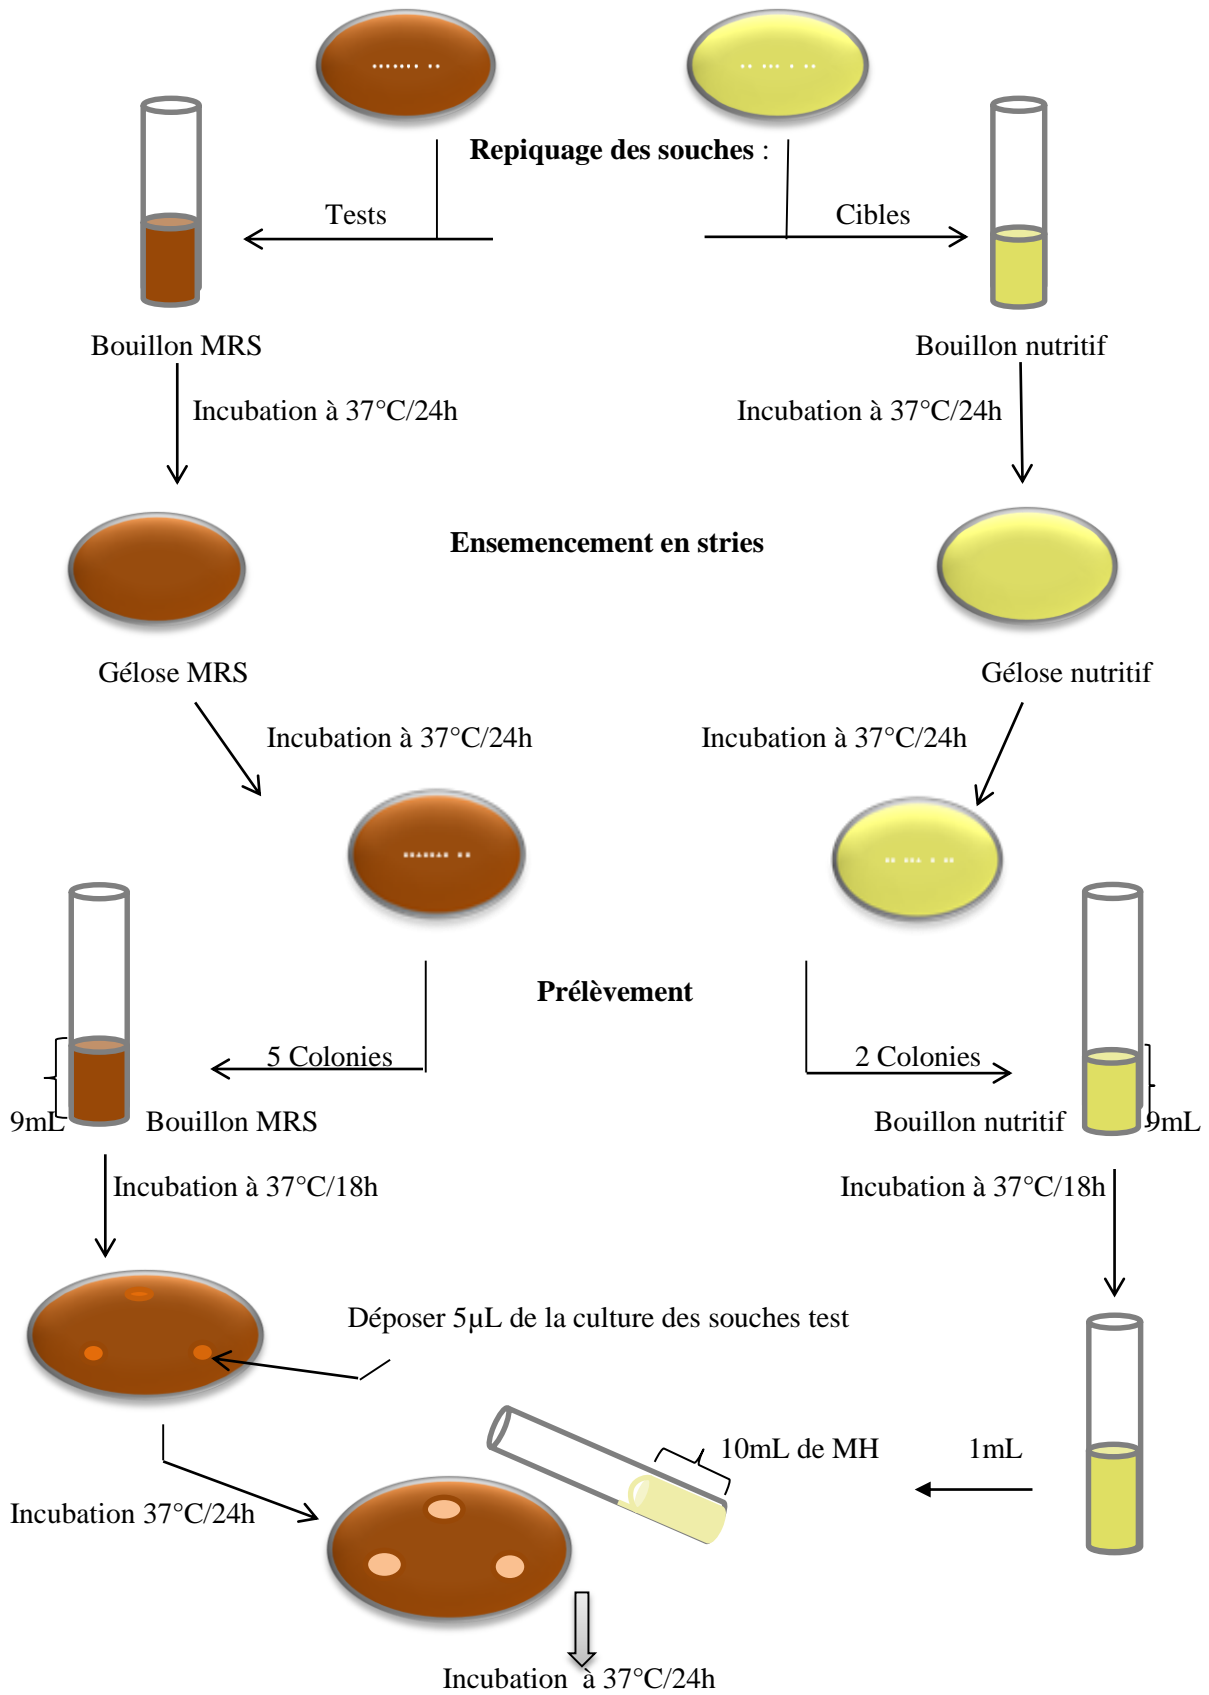 Repiquage des souches :
Tests
Cibles
Bouillon MRS
Bouillon nutritif
Incubation à 37°C/24h
Incubation à 37°C/24h
Ensemencement en stries
Gélose MRS
Gélose nutritif
Incubation à 37°C/24h
Incubation à 37°C/24h
Prélèvement
5 Colonies
2 Colonies
9mL
Bouillon MRS
Bouillon nutritif
9mL
Incubation à 37°C/18h
Incubation à 37°C/18h
Déposer 5µL de la culture des souches test
10mL de MH
1mL
Incubation 37°C/24h
Incubation à 37°C/24h